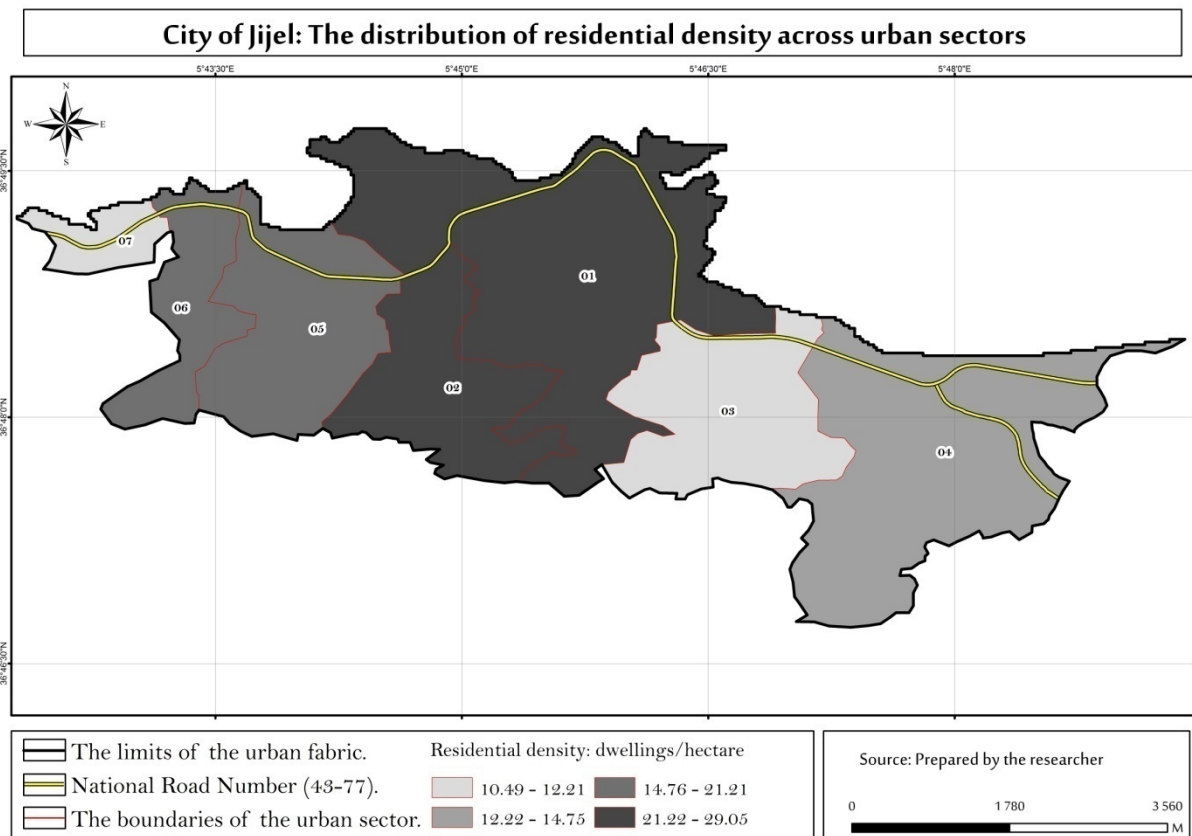 City of Jijel: The distribution of residential density across urban sectors
5°43'30"E 5°45'0"E 5°46'30"E 5°48'0"E
N
W E
S
36°49'30"N
36°48'0"N
36°46'30"N
07
06
05
01
02
03
04
The limits of the urban fabric.
National Road Number (43-77).
The boundaries of the urban sector.
Residential density: dwellings/hectare
10.49 - 12.21 14.76 - 21.21
12.22 - 14.75 21.22 - 29.05
Source: Prepared by the researcher
0 1 780 3 560
M